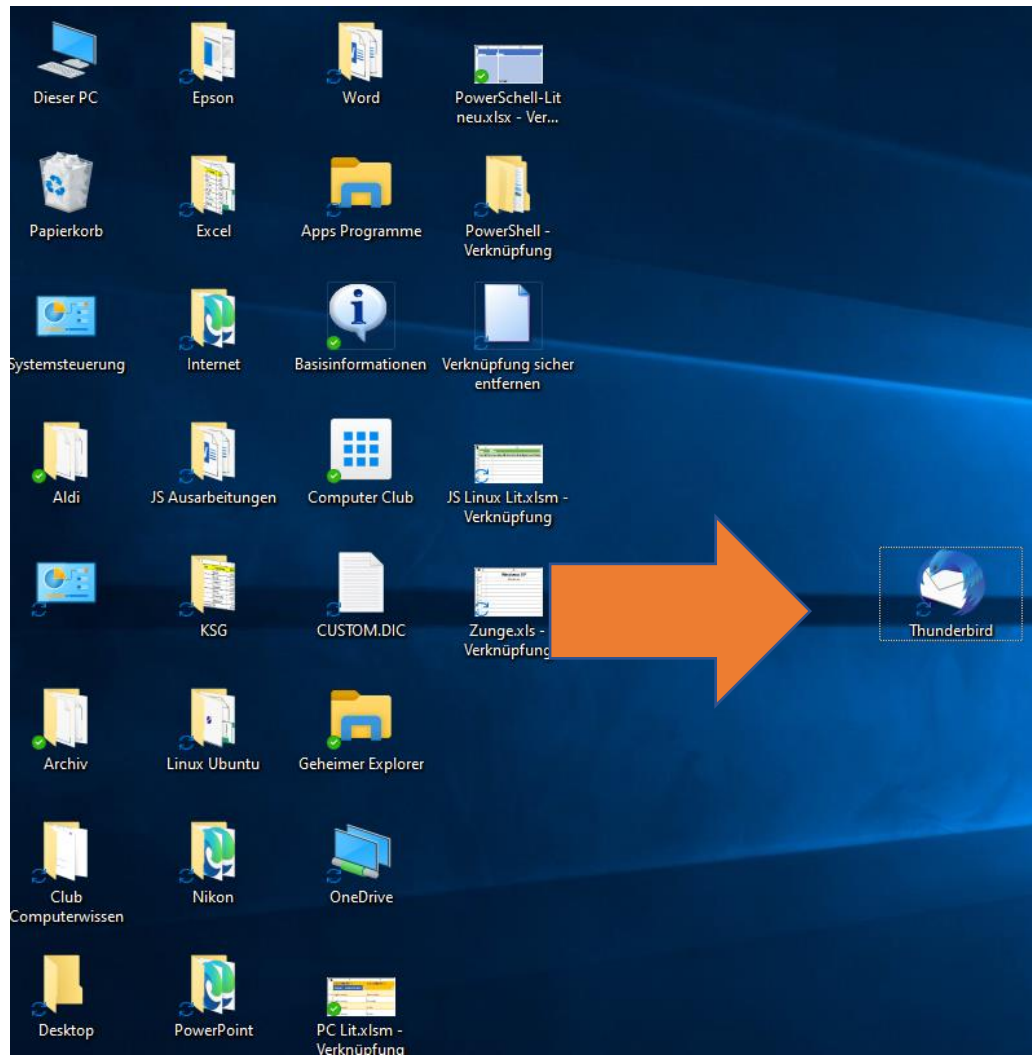 Dieser PC
Epson
Word
PowerSchell-Lit
neu.xlsx - Ver...
Papierkorb
Excel
Apps Programme
PowerShell -
Verknüpfung
Systemsteuerung
Internet
Basisinformationen
Verknüpfung sicher
entfernen
Aldi
JS Ausarbeitungen
Computer Club
JS Linux Lit.xlsm -
Verknüpfung
KSG
CUSTOM.DIC
Zunge.xls -
Verknüpfung
Thunderbird
Archiv
Linux Ubuntu
Geheimer Explorer
Club
Computerwissen
Nikon
OneDrive
Desktop
PowerPoint
PC Lit.xlsm -
Verknüpfung